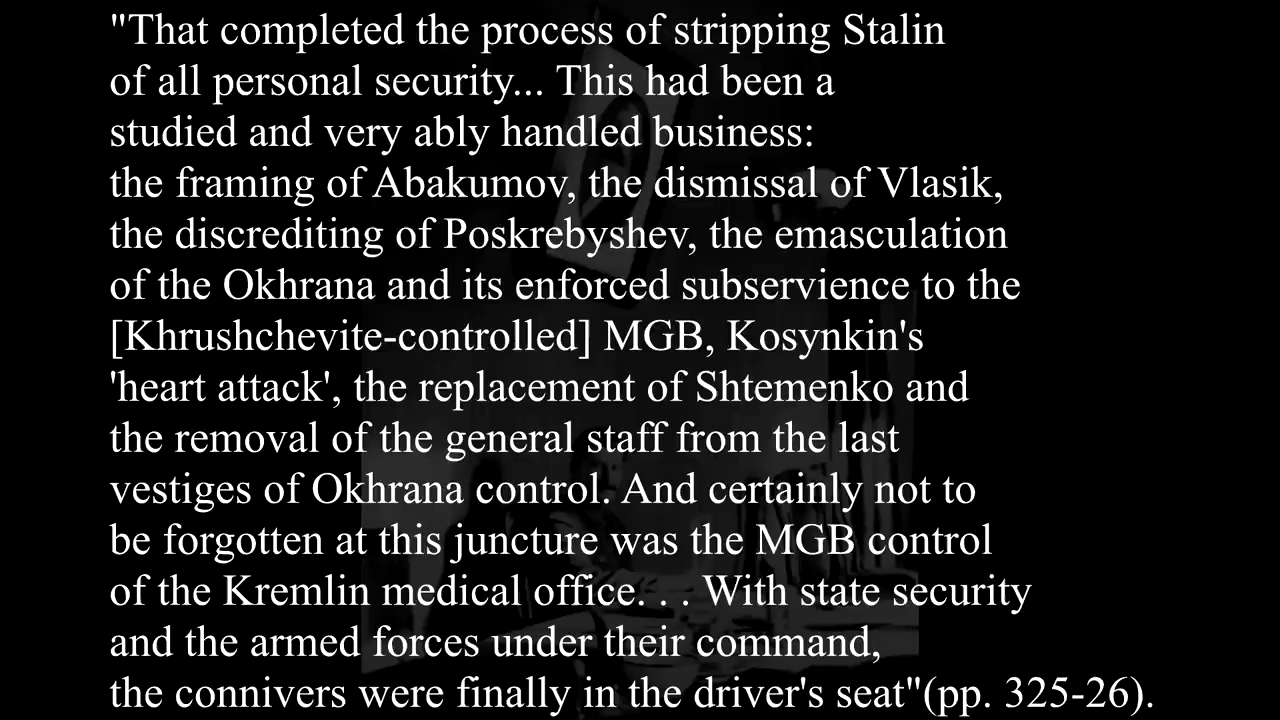 "That completed the process of stripping Stalin
of all personal security... This had been a
studied and very ably handled business:
the framing of Abakumov, the dismissal of Vlasik,
the discrediting of Poskrebyshev, the emasculation
of the Okhrana and its enforced subservience to the
[Khrushchevite-controlled] MGB, Kosynkin's
'heart attack', the replacement of Shtemenko and
the removal of the general staff from the last
vestiges of Okhrana control. And certainly not to
be forgotten at this juncture was the MGB control
of the Kremlin medical office. . . With state security
and the armed forces under their command,
the connivers were finally in the driver's seat"(pp. 325-26).